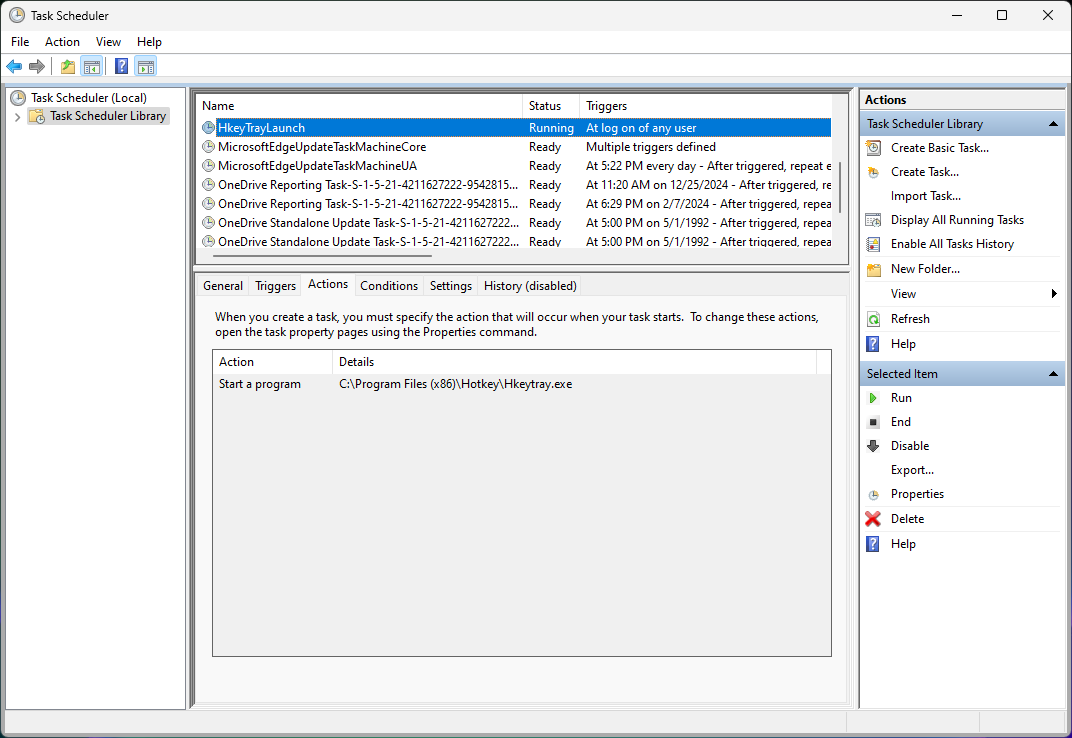 Task Scheduler
File Action View Help
Task Scheduler (Local)
Task Scheduler Library
Name Status Triggers
HkeyTrayLaunch Running At log on of any user
MicrosoftEdgeUpdateTaskMachineCore Ready Multiple triggers defined
MicrosoftEdgeUpdateTaskMachineUA Ready At 5:22 PM every day - After triggered, repeat e
OneDrive Reporting Task-S-1-5-21-4211627222-9542815... Ready At 11:20 AM on 12/25/2024 - After triggered, re
OneDrive Reporting Task-S-1-5-21-4211627222-9542815... Ready At 6:29 PM on 2/7/2024 - After triggered, repea
OneDrive Standalone Update Task-S-1-5-21-4211627222... Ready At 5:00 PM on 5/1/1992 - After triggered, repea
OneDrive Standalone Update Task-S-1-5-21-4211627222... Ready At 5:00 PM on 5/1/1992 - After triggered, repea
General Triggers Actions Conditions Settings History (disabled)
When you create a task, you must specify the action that will occur when your task starts.  To change these actions,
open the task property pages using the Properties command.
Action Details
Start a program C:\Program Files (x86)\Hotkey\Hkeytray.exe
Actions
Task Scheduler Library
Create Basic Task...
Create Task...
Import Task...
Display All Running Tasks
Enable All Tasks History
New Folder...
View
Refresh
Help
Selected Item
Run
End
Disable
Export...
Properties
Delete
Help